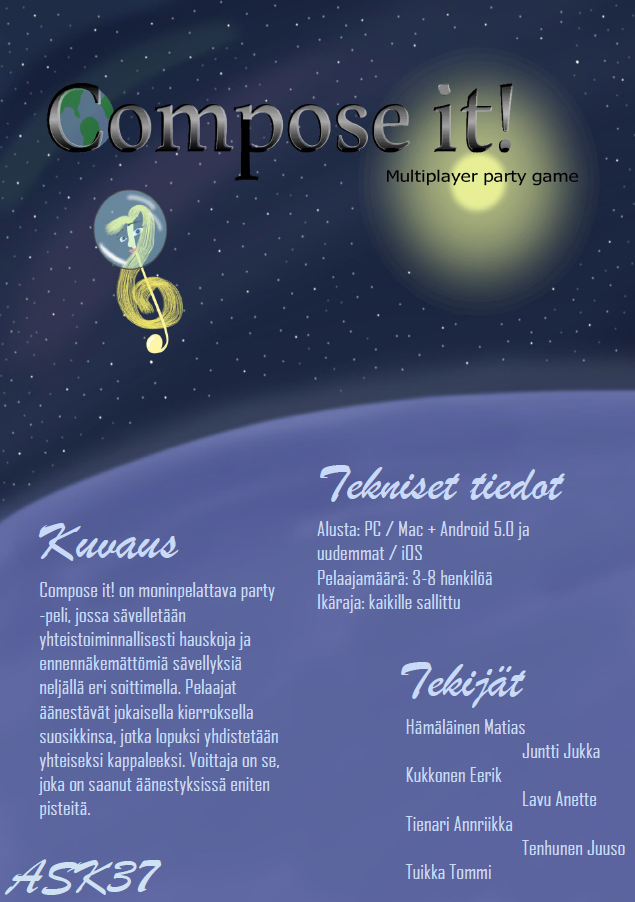 Compose it!
Multiplayer party game
Tekniset tiedot
Alusta: PC / Mac + Android 5.0 ja
uudemmat / iOS
Pelaajamäärä: 3-8 henkilöä
Ikäraja: kaikille sallittu
Kuvaus
Compose it! on moninpelattava party
-peli, jossa sävelletään
yhteistoiminnallisesti hauskoja ja
ennennäkemättömiä sävellyksiä
neljällä eri soittimella. Pelaajat
äänestävät jokaisella kierroksella
suosikkinsa, jotka lopuksi yhdistetään
yhteiseksi kappaleeksi. Voittaja on se,
joka on saanut äänestyksissä eniten
pisteitä.
Tekijät
Hämäläinen Matias
Juntti Jukka
Kukkonen Eerik
Lavu Anette
Tienari Annriikka
Tenhunen Juuso
Tuikka Tommi
ASK37